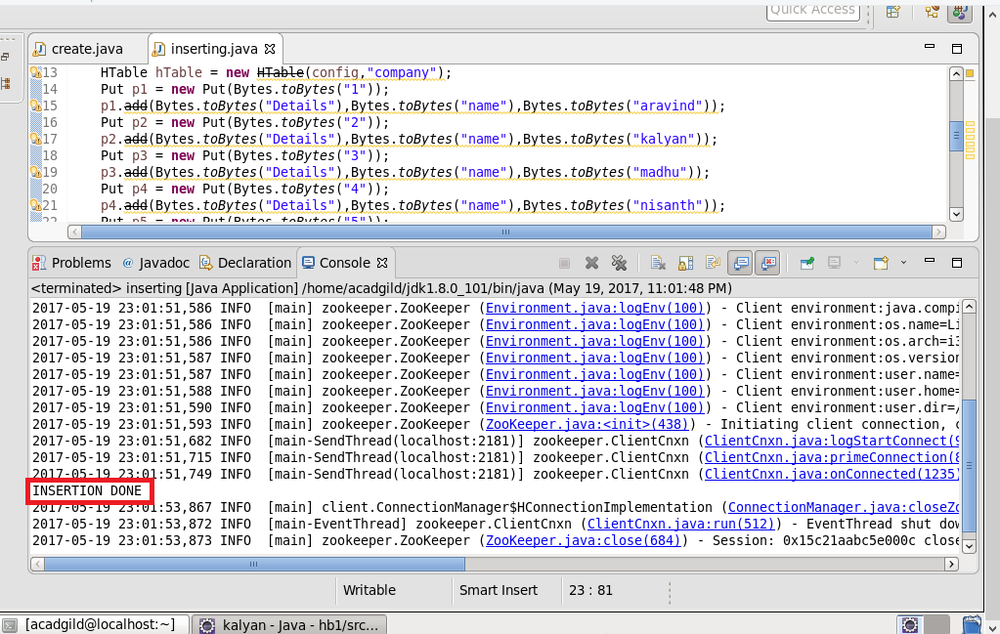 Quick Access
create.java
inserting.java
13 HTable hTable = new HTable(config,"company");
14 Put p1 = new Put(Bytes.toBytes("1"));
15 p1.add(Bytes.toBytes("Details"),Bytes.toBytes("name"),Bytes.toBytes("aravind"));
16 Put p2 = new Put(Bytes.toBytes("2"));
17 p2.add(Bytes.toBytes("Details"),Bytes.toBytes("name"),Bytes.toBytes("kalyan"));
18 Put p3 = new Put(Bytes.toBytes("3"));
19 p3.add(Bytes.toBytes("Details"),Bytes.toBytes("name"),Bytes.toBytes("madhu"));
20 Put p4 = new Put(Bytes.toBytes("4"));
21 p4.add(Bytes.toBytes("Details"),Bytes.toBytes("name"),Bytes.toBytes("nisanth"));
22 Put p5 = new Put(Bytes.toBytes("5"));
Problems @ Javadoc Declaration Console
<terminated> inserting [Java Application] /home/acadgild/jdk1.8.0_101/bin/java (May 19, 2017, 11:01:48 PM)
2017-05-19 23:01:51,586 INFO [main] zookeeper.ZooKeeper (Environment.java:logEnv(100)) - Client environment:java.compi
2017-05-19 23:01:51,586 INFO [main] zookeeper.ZooKeeper (Environment.java:logEnv(100)) - Client environment:os.name=Li
2017-05-19 23:01:51,586 INFO [main] zookeeper.ZooKeeper (Environment.java:logEnv(100)) - Client environment:os.arch=i3
2017-05-19 23:01:51,587 INFO [main] zookeeper.ZooKeeper (Environment.java:logEnv(100)) - Client environment:os.version
2017-05-19 23:01:51,587 INFO [main] zookeeper.ZooKeeper (Environment.java:logEnv(100)) - Client environment:user.name=
2017-05-19 23:01:51,588 INFO [main] zookeeper.ZooKeeper (Environment.java:logEnv(100)) - Client environment:user.home=
2017-05-19 23:01:51,590 INFO [main] zookeeper.ZooKeeper (Environment.java:logEnv(100)) - Client environment:user.dir=/
2017-05-19 23:01:51,593 INFO [main] zookeeper.ZooKeeper (ZooKeeper.java:<init>(438)) - Initiating client connection, c
2017-05-19 23:01:51,682 INFO [main-SendThread(localhost:2181)] zookeeper.ClientCnxn (ClientCnxn.java:logStartConnect(9
2017-05-19 23:01:51,715 INFO [main-SendThread(localhost:2181)] zookeeper.ClientCnxn (ClientCnxn.java:primeConnection(8
2017-05-19 23:01:51,749 INFO [main-SendThread(localhost:2181)] zookeeper.ClientCnxn (ClientCnxn.java:onConnected(1235)
INSERTION DONE
2017-05-19 23:01:53,867 INFO [main] client.ConnectionManager$HConnectionImplementation (ConnectionManager.java:closeZo
2017-05-19 23:01:53,872 INFO [main-EventThread] zookeeper.ClientCnxn (ClientCnxn.java:run(512)) - EventThread shut dow
2017-05-19 23:01:53,873 INFO [main] zookeeper.ZooKeeper (ZooKeeper.java:close(684)) - Session: 0x15c21aabc5e000c close
Writable Smart Insert 23 : 81
[acadgild@localhost:~] kalyan - Java - hb1/src...